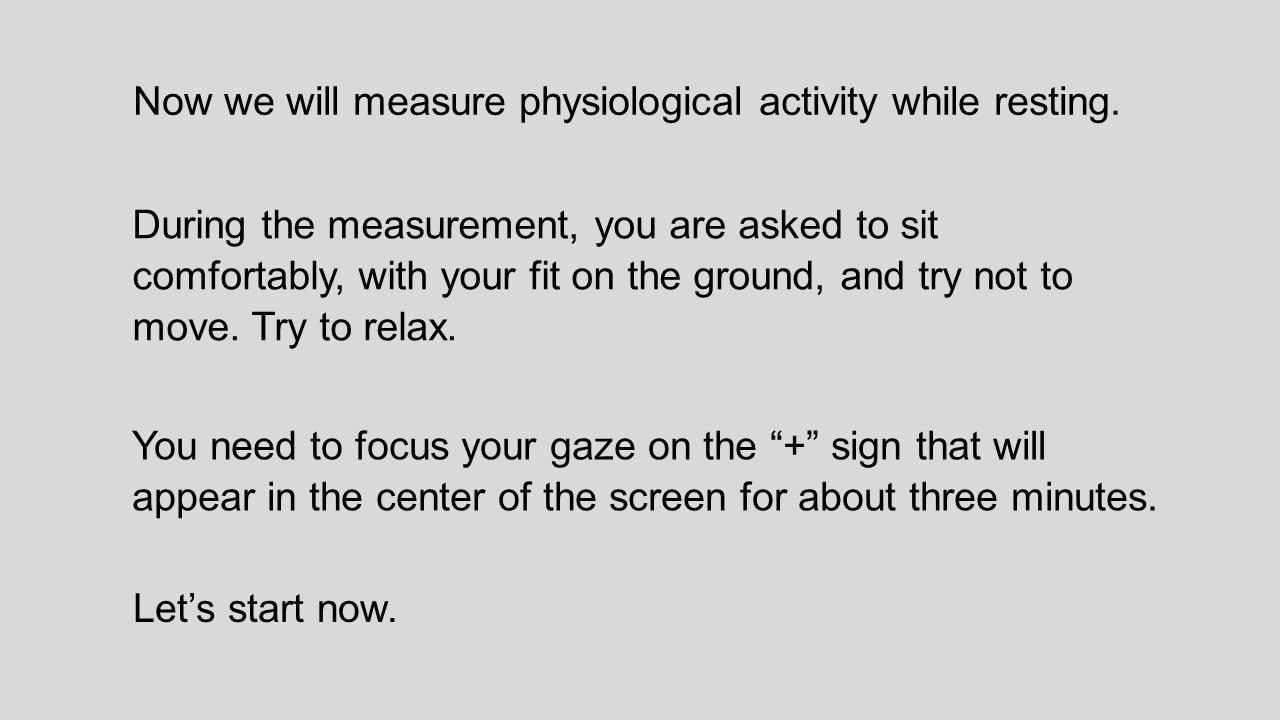 Now we will measure physiological activity while resting.
During the measurement, you are asked to sit
comfortably, with your fit on the ground, and try not to
move. Try to relax.
You need to focus your gaze on the “+” sign that will
appear in the center of the screen for about three minutes.
Let’s start now.